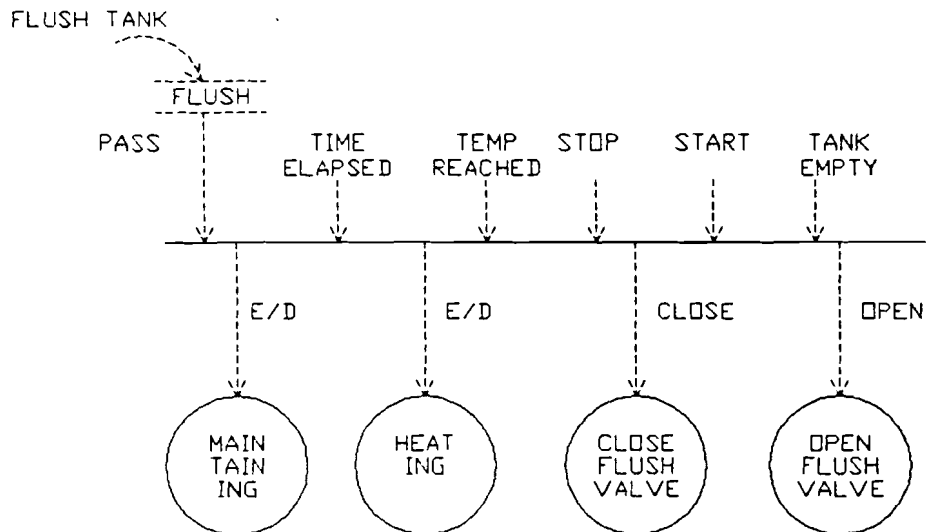 FLUSH TANK
FLUSH
PASS
TIME
ELAPSED
TEMP
REACHED
STOP
START
TANK
EMPTY
E/D
E/D
CLOSE
OPEN
MAIN
TAIN
ING
HEAT
ING
CLOSE
FLUSH
VALVE
OPEN
FLUSH
VALVE